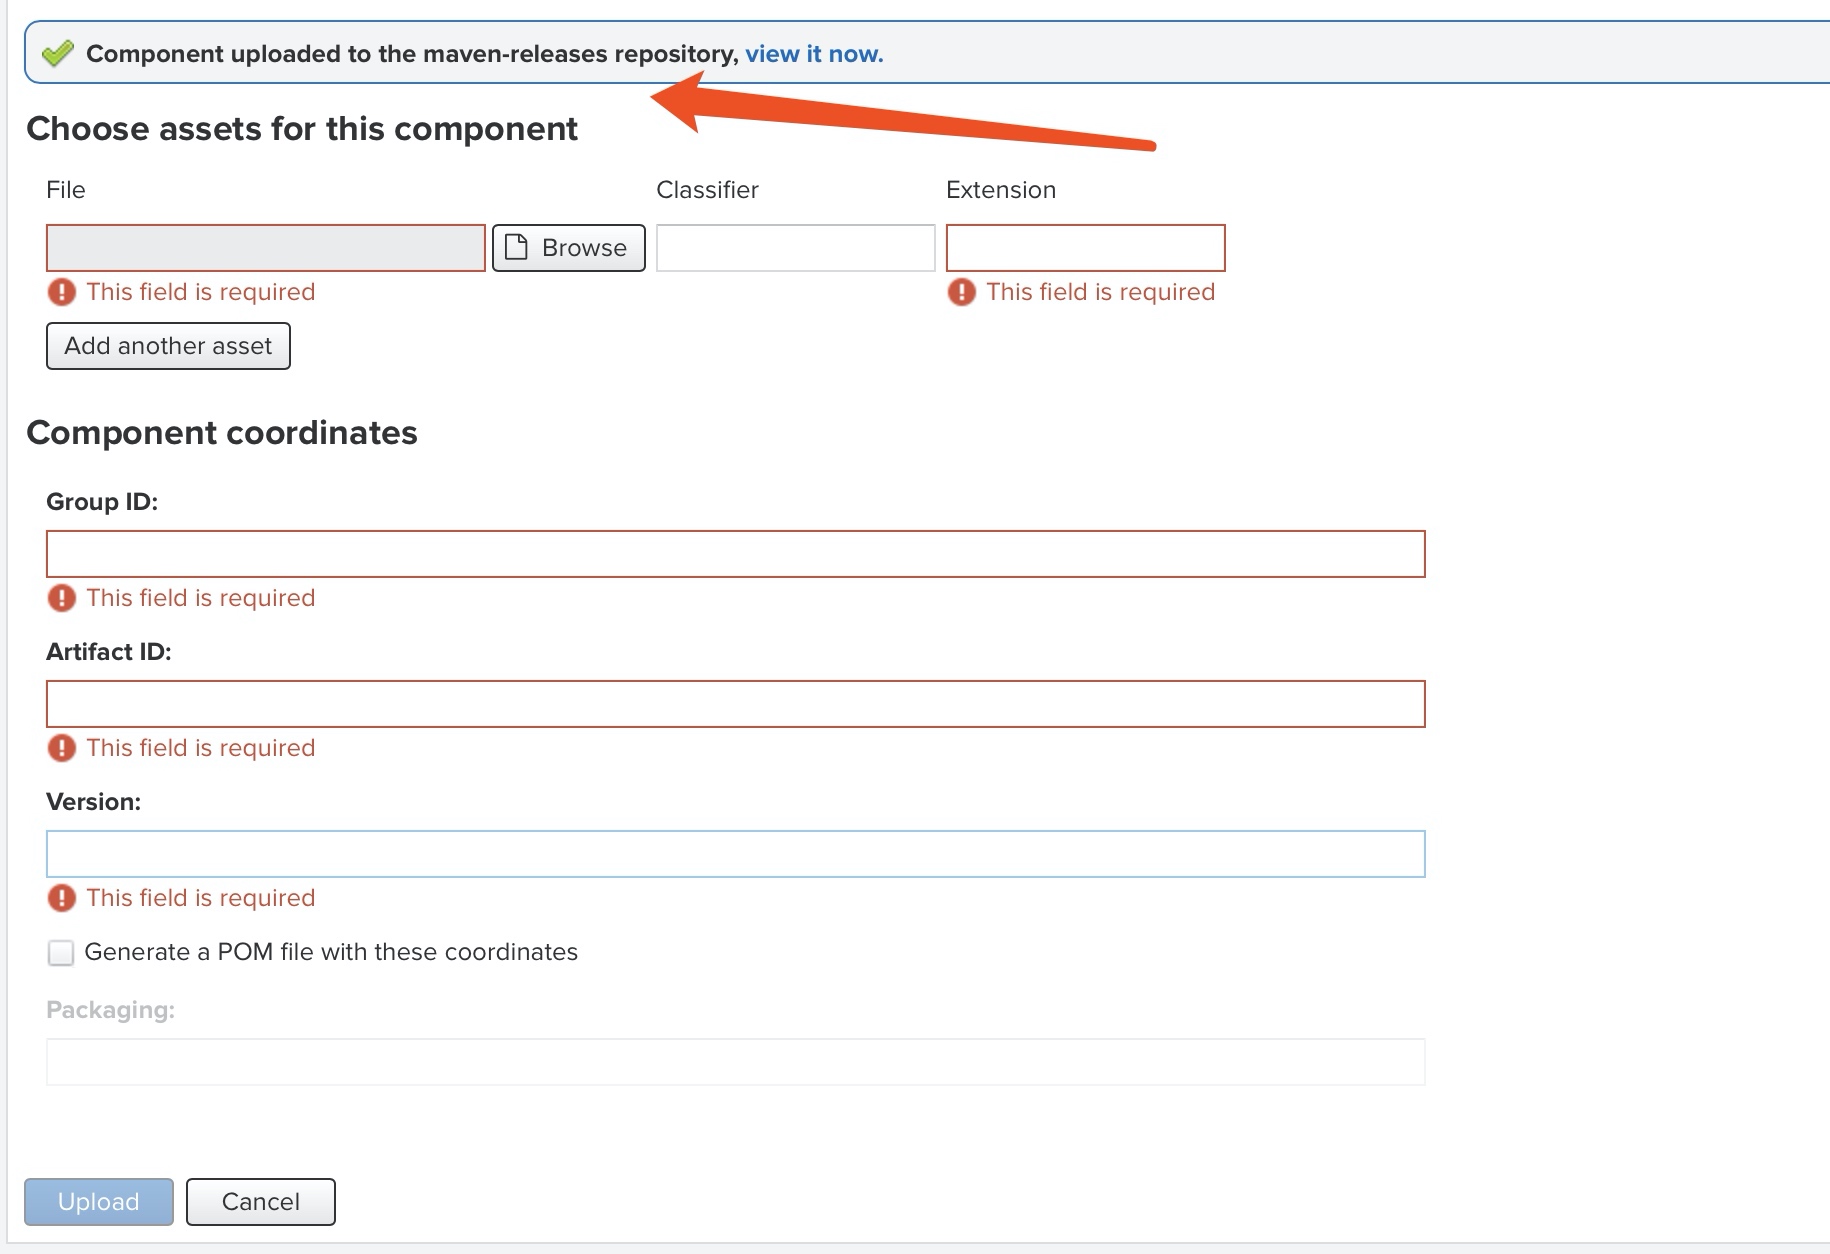 Component uploaded to the maven-releases repository, view it now.
Choose assets for this component
File Classifier Extension
Browse
This field is required This field is required
Add another asset
Component coordinates
Group ID:
This field is required
Artifact ID:
This field is required
Version:
This field is required
Generate a POM file with these coordinates
Packaging:
Upload Cancel